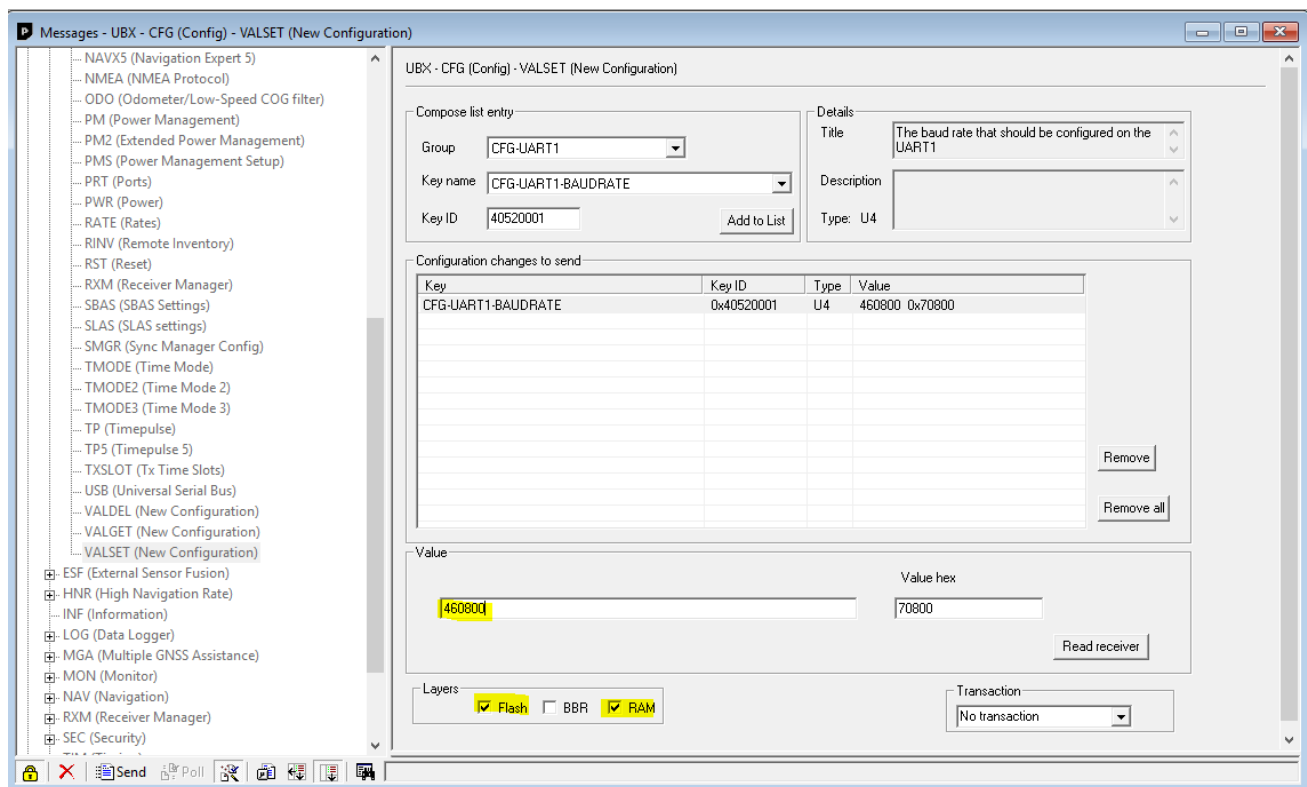 Messages - UBX - CFG (Config) - VALSET (New Configuration)
NAVX5 (Navigation Expert 5)
NMEA (NMEA Protocol)
ODO (Odometer/Low-Speed COG filter)
PM (Power Management)
PM2 (Extended Power Management)
PMS (Power Management Setup)
PRT (Ports)
PWR (Power)
RATE (Rates)
RINV (Remote Inventory)
RST (Reset)
RXM (Receiver Manager)
SBAS (SBAS Settings)
SLAS (SLAS settings)
SMGR (Sync Manager Config)
TMODE (Time Mode)
TMODE2 (Time Mode 2)
TMODE3 (Time Mode 3)
TP (Timepulse)
TP5 (Timepulse 5)
TXSLOT (Tx Time Slots)
USB (Universal Serial Bus)
VALDEL (New Configuration)
VALGET (New Configuration)
VALSET (New Configuration)
ESF (External Sensor Fusion)
HNR (High Navigation Rate)
INF (Information)
LOG (Data Logger)
MGA (Multiple GNSS Assistance)
MON (Monitor)
NAV (Navigation)
RXM (Receiver Manager)
SEC (Security)
UBX - CFG (Config) - VALSET (New Configuration)
Compose list entry
Group CFG-UART1
Key name CFG-UART1-BAUDRATE
Key ID 40520001 Add to List
Details
Title The baud rate that should be configured on the
UART1
Description
Type: U4
Configuration changes to send
Key Key ID Type Value
CFG-UART1-BAUDRATE 0x40520001 U4 460800 0x70800
Remove
Remove all
Value
Value hex
460800 70800
Read receiver
Layers
Flash BBR RAM
Transaction
No transaction
Send Poll